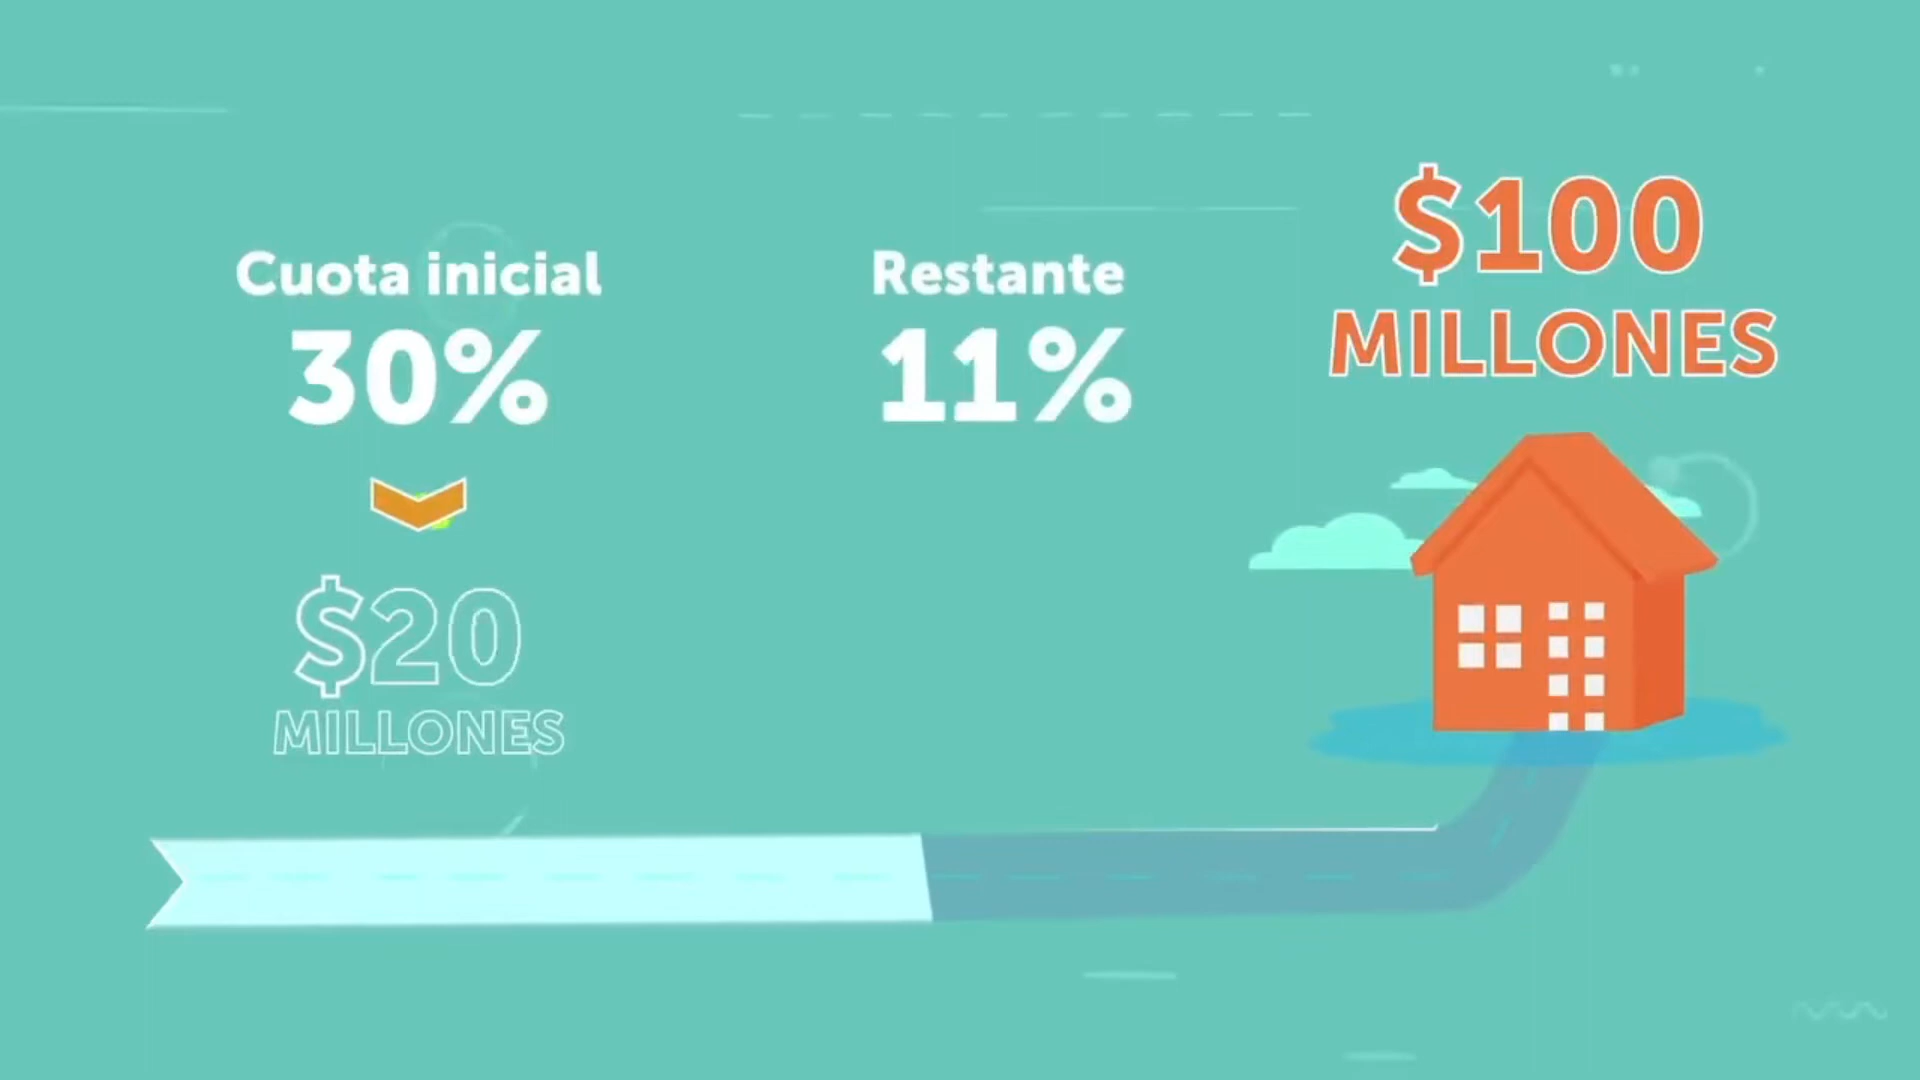 Cuota inicial
30%
$20
MILLONES
Restante
11%
$100
MILLONES